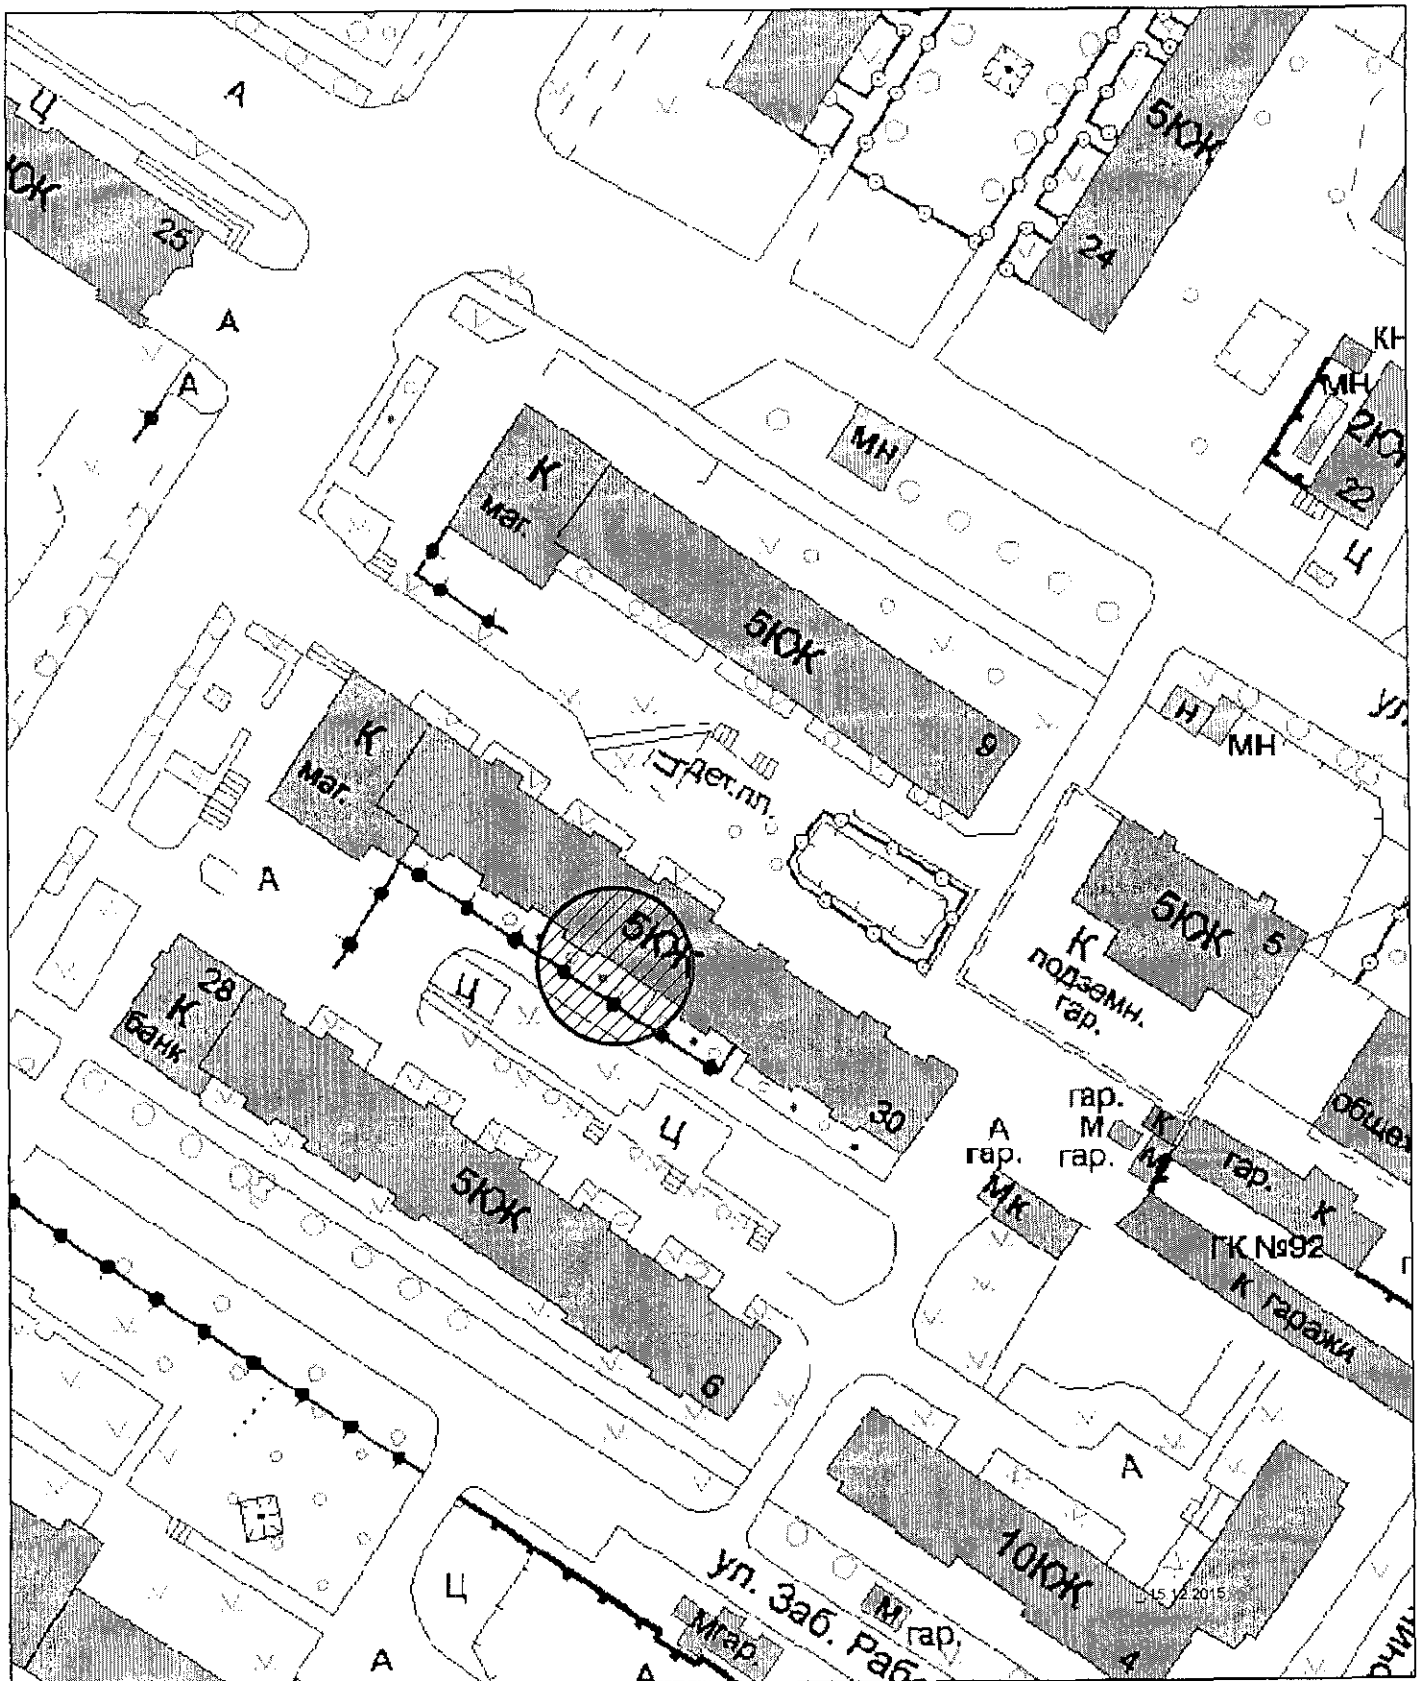 А
Ц
КЖ
25
5КЖ
24
А
А
КН
МН
2КЖ
22
Ц
К
маг.
МН
5КЖ
9
ул.
Н
МН
К
маг.
дет.пл.
А
5КЖ
30
5КЖ
5
К
подземн.
гар.
Ц
28
К
банк
Ц
5КЖ
6
гар.
М
гар.
К
М
А
гар.
МК
гар.
К
общеж
ГК №92
К гаражи
А
10КЖ
4
15.12.2015
ул. Заб. Раб
М
гар.
Мгар.
Ц
А
А
очин